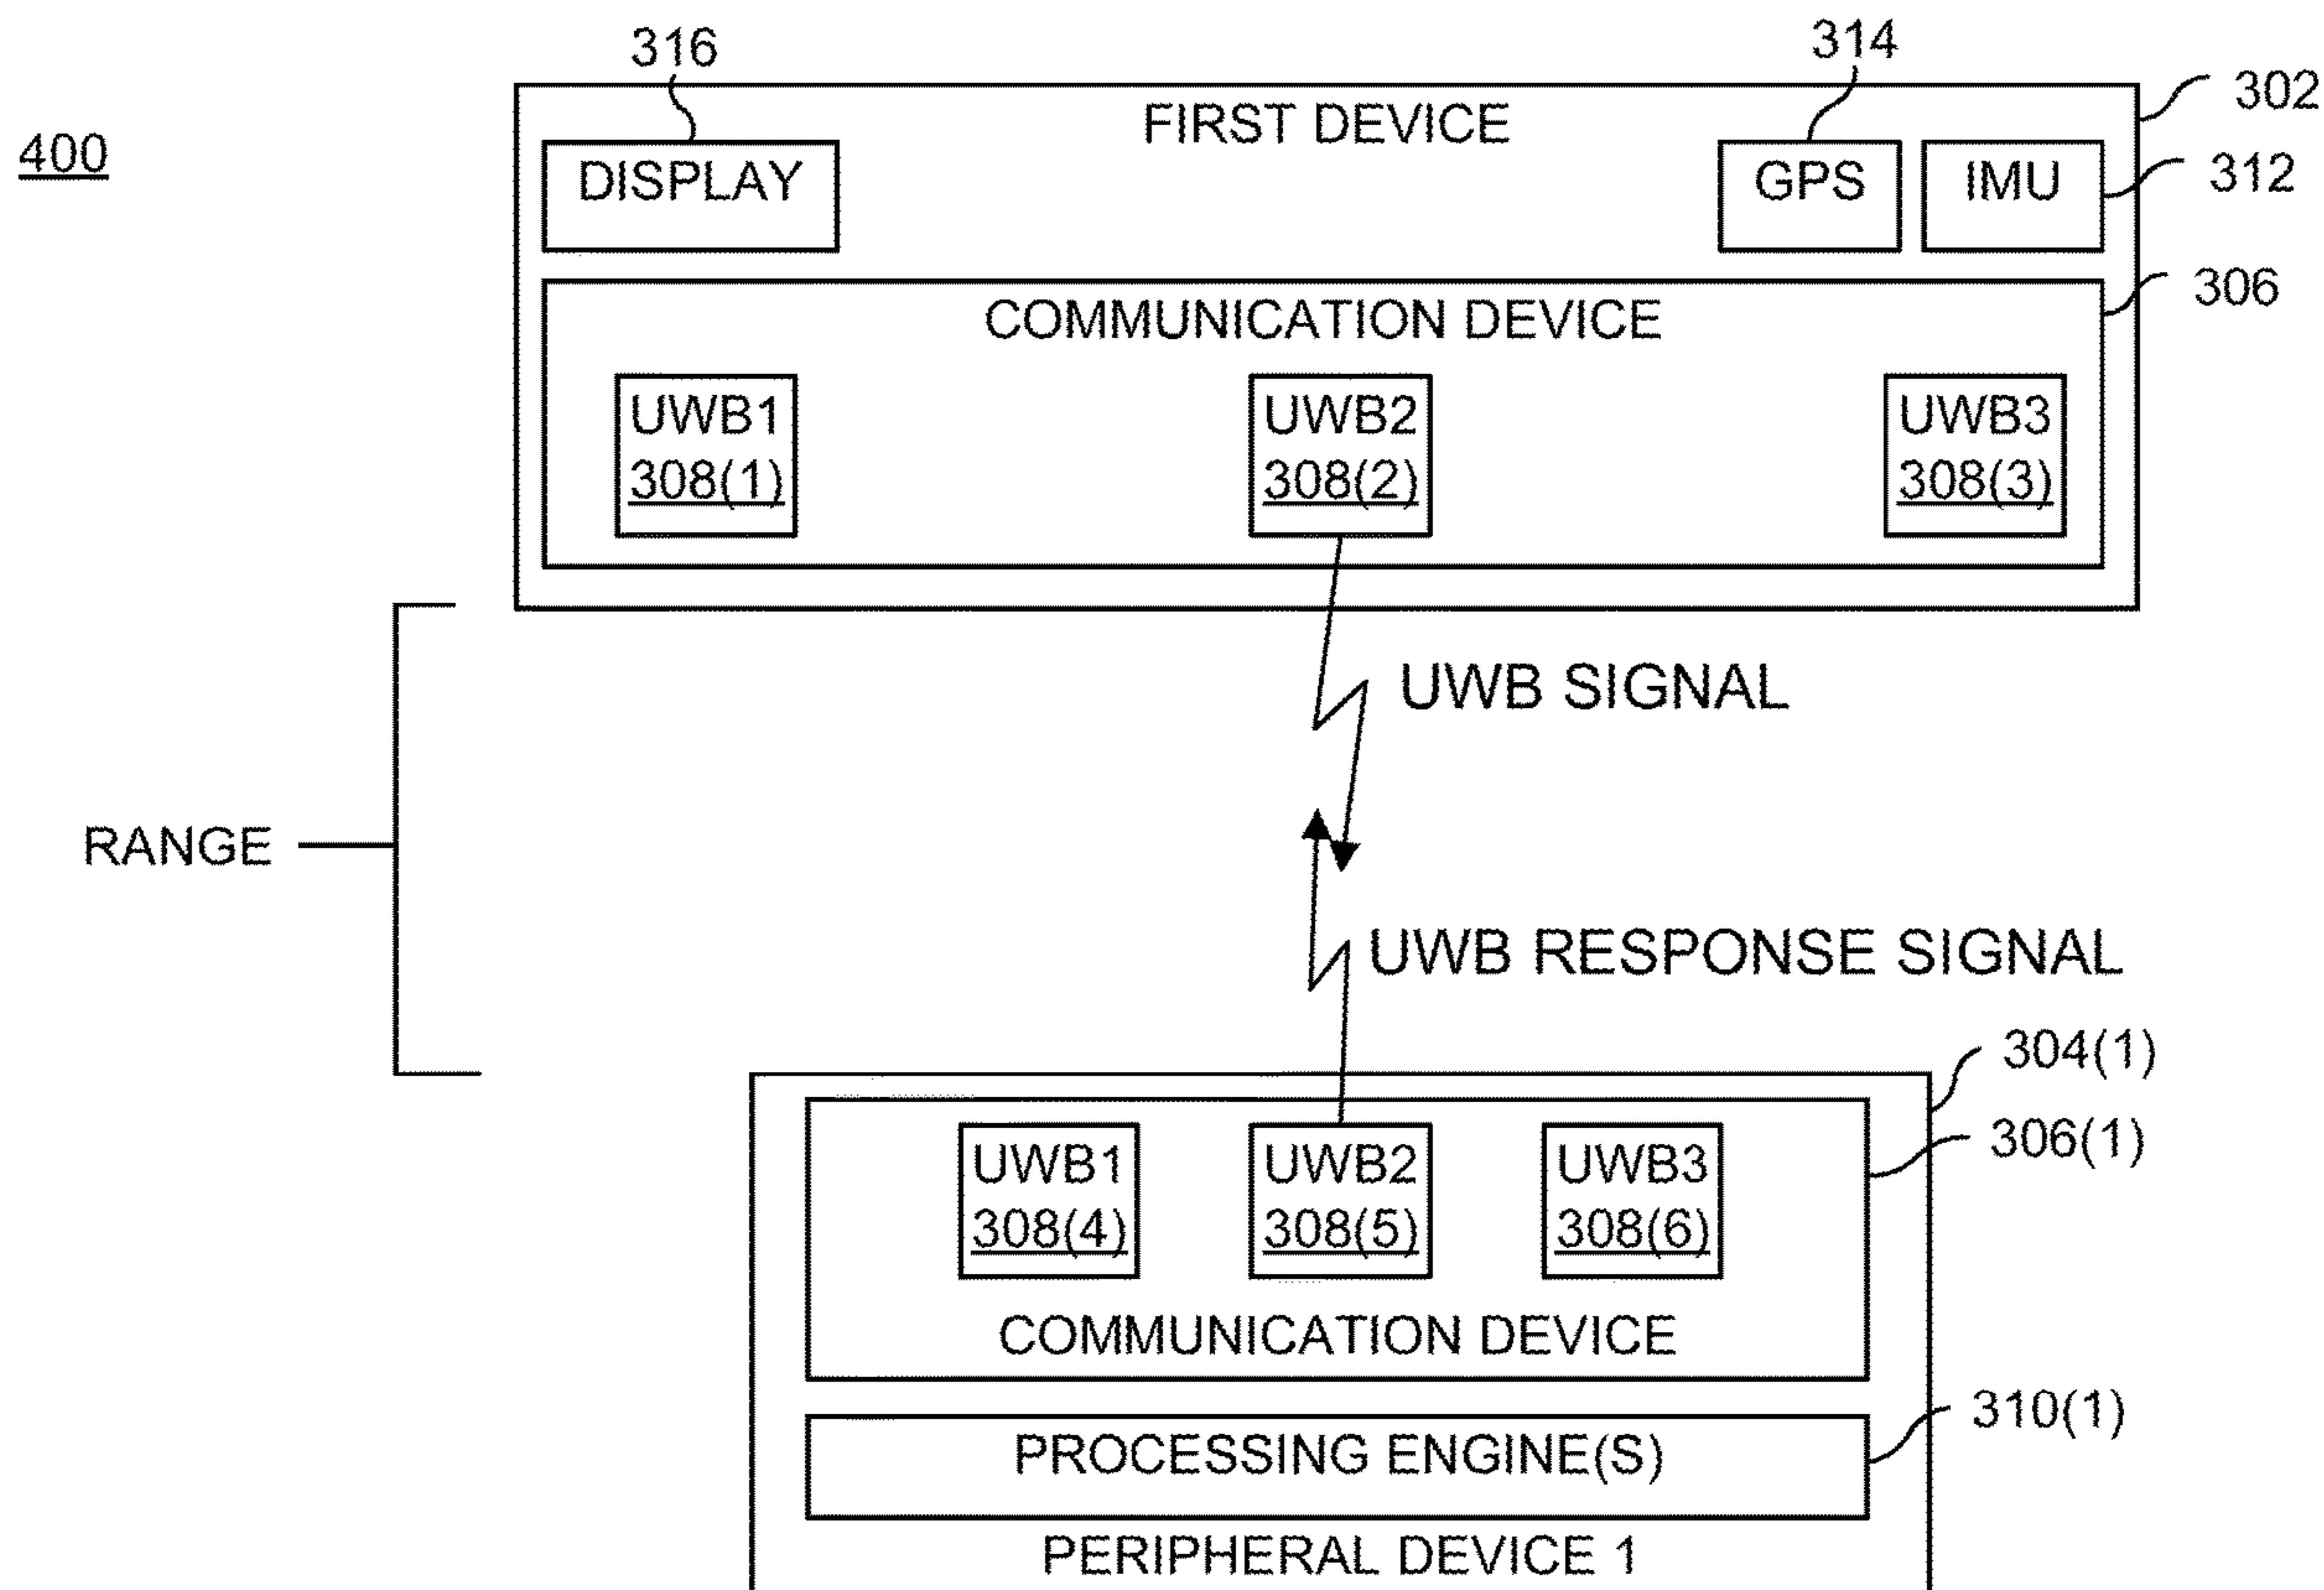 316
314
302
400
FIRST DEVICE
DISPLAY
GPS
IMU
312
306
COMMUNICATION DEVICE
UWB1
308(1)
UWB2
308(2)
UWB3
308(3)
UWB SIGNAL
RANGE
UWB RESPONSE SIGNAL
304(1)
306(1)
UWB1
308(4)
UWB2
308(5)
UWB3
308(6)
COMMUNICATION DEVICE
310(1)
PROCESSING ENGINE(S)
PERIPHERAL DEVICE 1